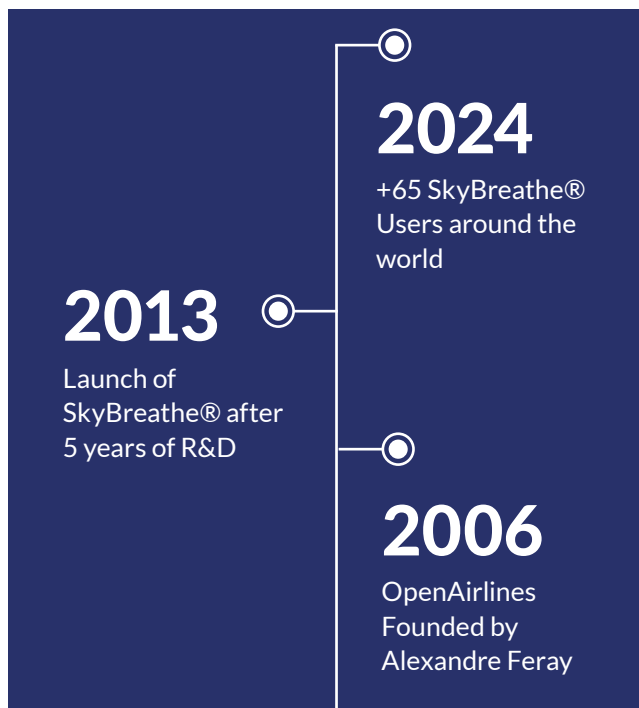 2024
+65 SkyBreathe®
Users around the
world
2013
Launch of
SkyBreathe® after
5 years of R&D
2006
OpenAirlines
Founded by
Alexandre Feray